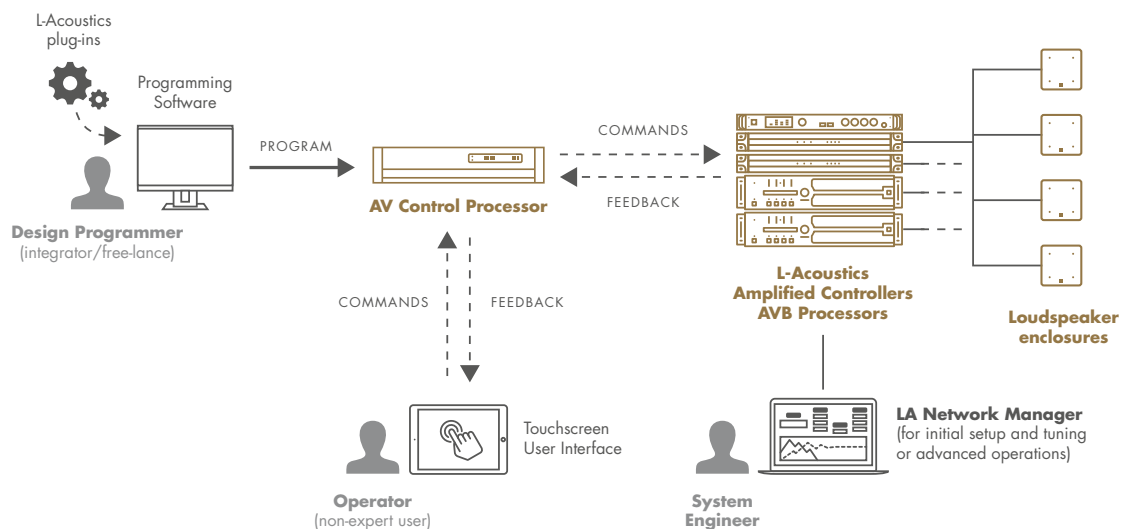 L-Acoustics
plug-ins
Programming
Software
PROGRAM
Design Programmer
(integrator/free-lance)
AV Control Processor
COMMANDS
FEEDBACK
COMMANDS
FEEDBACK
Touchscreen
User Interface
Operator
(non-expert user)
L-Acoustics
Amplified Controllers
AVB Processors
Loudspeaker
enclosures
LA Network Manager
(for initial setup and tuning
or advanced operations)
System
Engineer